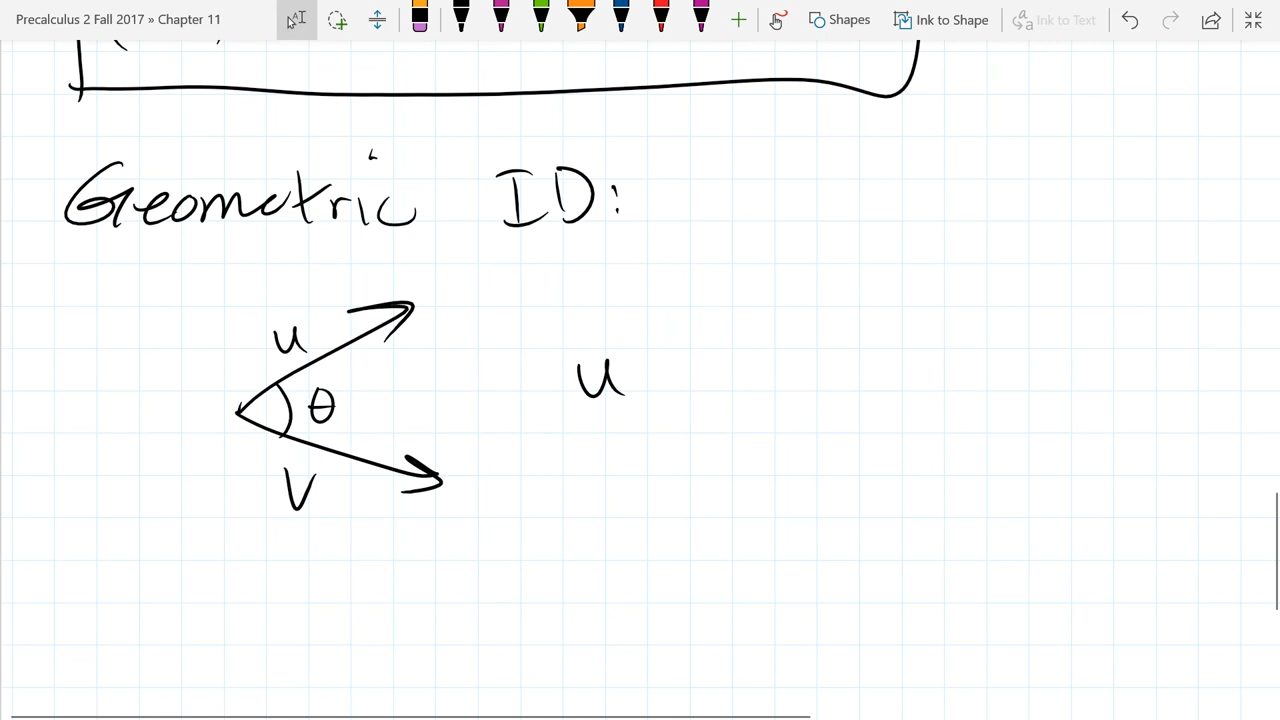 Precalculus 2 Fall 2017 » Chapter 11
Shapes
Ink to Shape
Ink to Text
Geometric ID:
u
θ
u
v